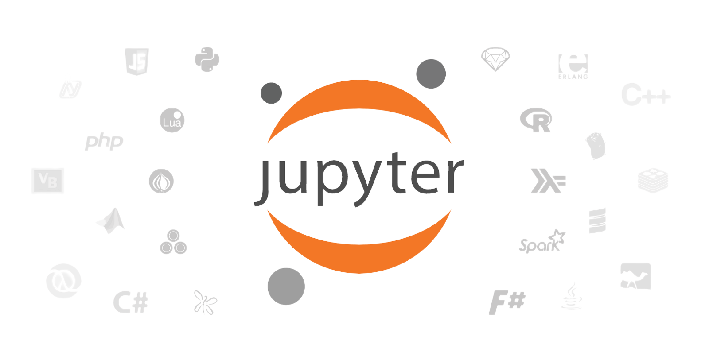 JS
ERLANG
C++
Lua
R
php
jupyter
VB
Spark
C#
F#